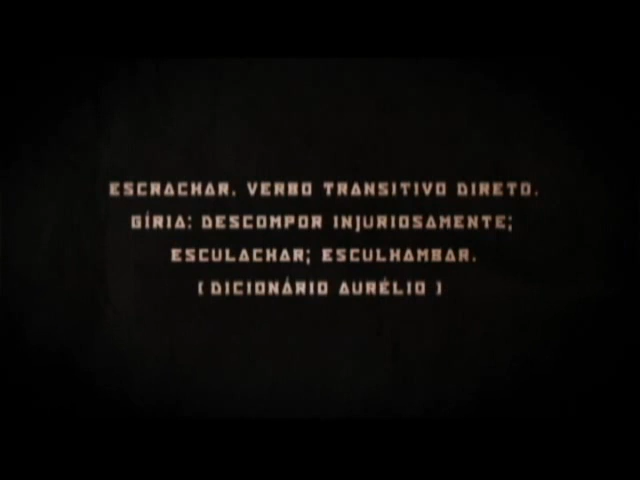 ESCRACHAR. VERBO TRANSITIVO DIRETO.
GÍRIA: DESCOMPOR INJURIOSAMENTE;
ESCULACHAR; ESCULHAMBAR.
( DICIONÁRIO AURÉLIO )